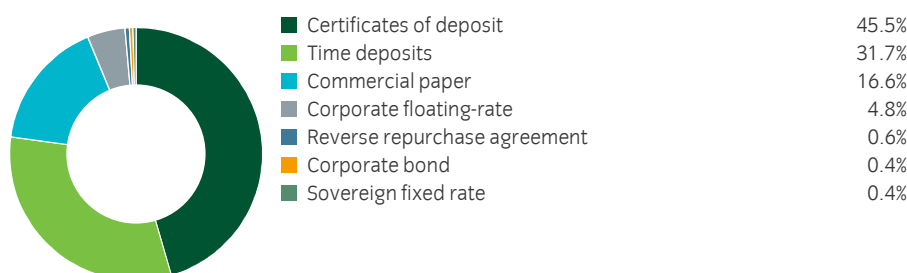 Certificates of deposit 45.5%
Time deposits 31.7%
Commercial paper 16.6%
Corporate floating-rate 4.8%
Reverse repurchase agreement 0.6%
Corporate bond 0.4%
Sovereign fixed rate 0.4%